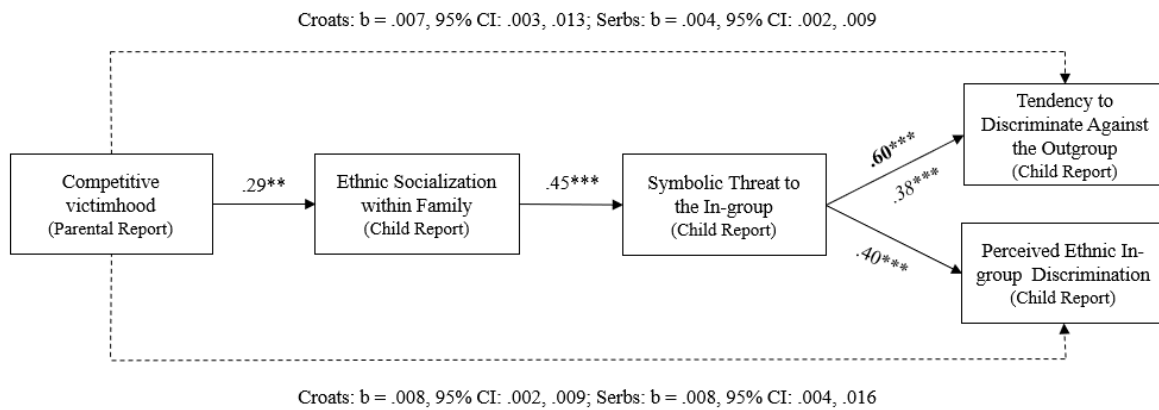 Croats: b = .007, 95% CI: .003, .013; Serbs: b = .004, 95% CI: .002, .009
Tendency to
Discriminate Against
the Outgroup
(Child Report)
Competitive
victimhood
(Parental Report)
.29**
Ethnic Socialization
within Family
(Child Report)
.45***
Symbolic Threat to
the In-group
(Child Report)
.60***
.38***
.40***
Perceived Ethnic In-
group Discrimination
(Child Report)
Croats: b = .008, 95% CI: .002, .009; Serbs: b = .008, 95% CI: .004, .016